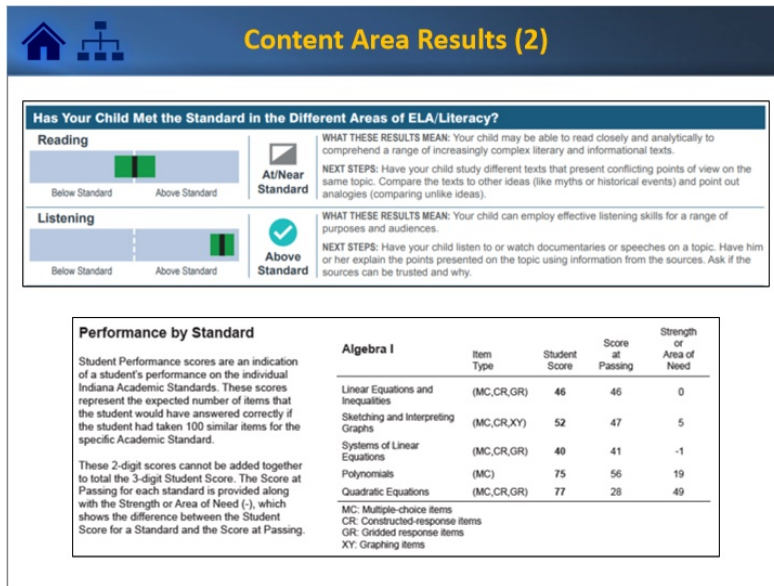 Content Area Results (2)
Has Your Child Met the Standard in the Different Areas of ELA/Literacy?
Reading
Below Standard Above Standard
At/Near
Standard
WHAT THESE RESULTS MEAN: Your child may be able to read closely and analytically to
comprehend a range of increasingly complex literary and informational texts.
NEXT STEPS: Have your child study different texts that present conflicting points of view on the
same topic. Compare the texts to other ideas (like myths or historical events) and point out
analogies (comparing unlike ideas).
Listening
Below Standard Above Standard
Above
Standard
WHAT THESE RESULTS MEAN: Your child can employ effective listening skills for a range of
purposes and audiences.
NEXT STEPS: Have your child listen to or watch documentaries or speeches on a topic. Have him
or her explain the points presented on the topic using information from the sources. Ask if the
sources can be trusted and why.
Performance by Standard
Student Performance scores are an indication
of a student's performance on the individual
Indiana Academic Standards. These scores
represent the expected number of items that
the student would have answered correctly if
the student had taken 100 similar items for the
specific Academic Standard.
These 2-digit scores cannot be added together
to total the 3-digit Student Score. The Score at
Passing for each standard is provided along
with the Strength or Area of Need (-), which
shows the difference between the Student
Score for a Standard and the Score at Passing.
Algebra I
Item
Type
Student
Score
Score
at
Passing
Strength
or
Area of
Need
Linear Equations and
Inequalities
(MC,CR,GR) 46 46 0
Sketching and Interpreting
Graphs
(MC,CR,XY) 52 47 5
Systems of Linear
Equations
(MC,CR,GR) 40 41 -1
Polynomials (MC) 75 56 19
Quadratic Equations (MC,CR,GR) 77 28 49
MC: Multiple-choice items
CR: Constructed-response items
GR: Gridded response items
XY: Graphing items